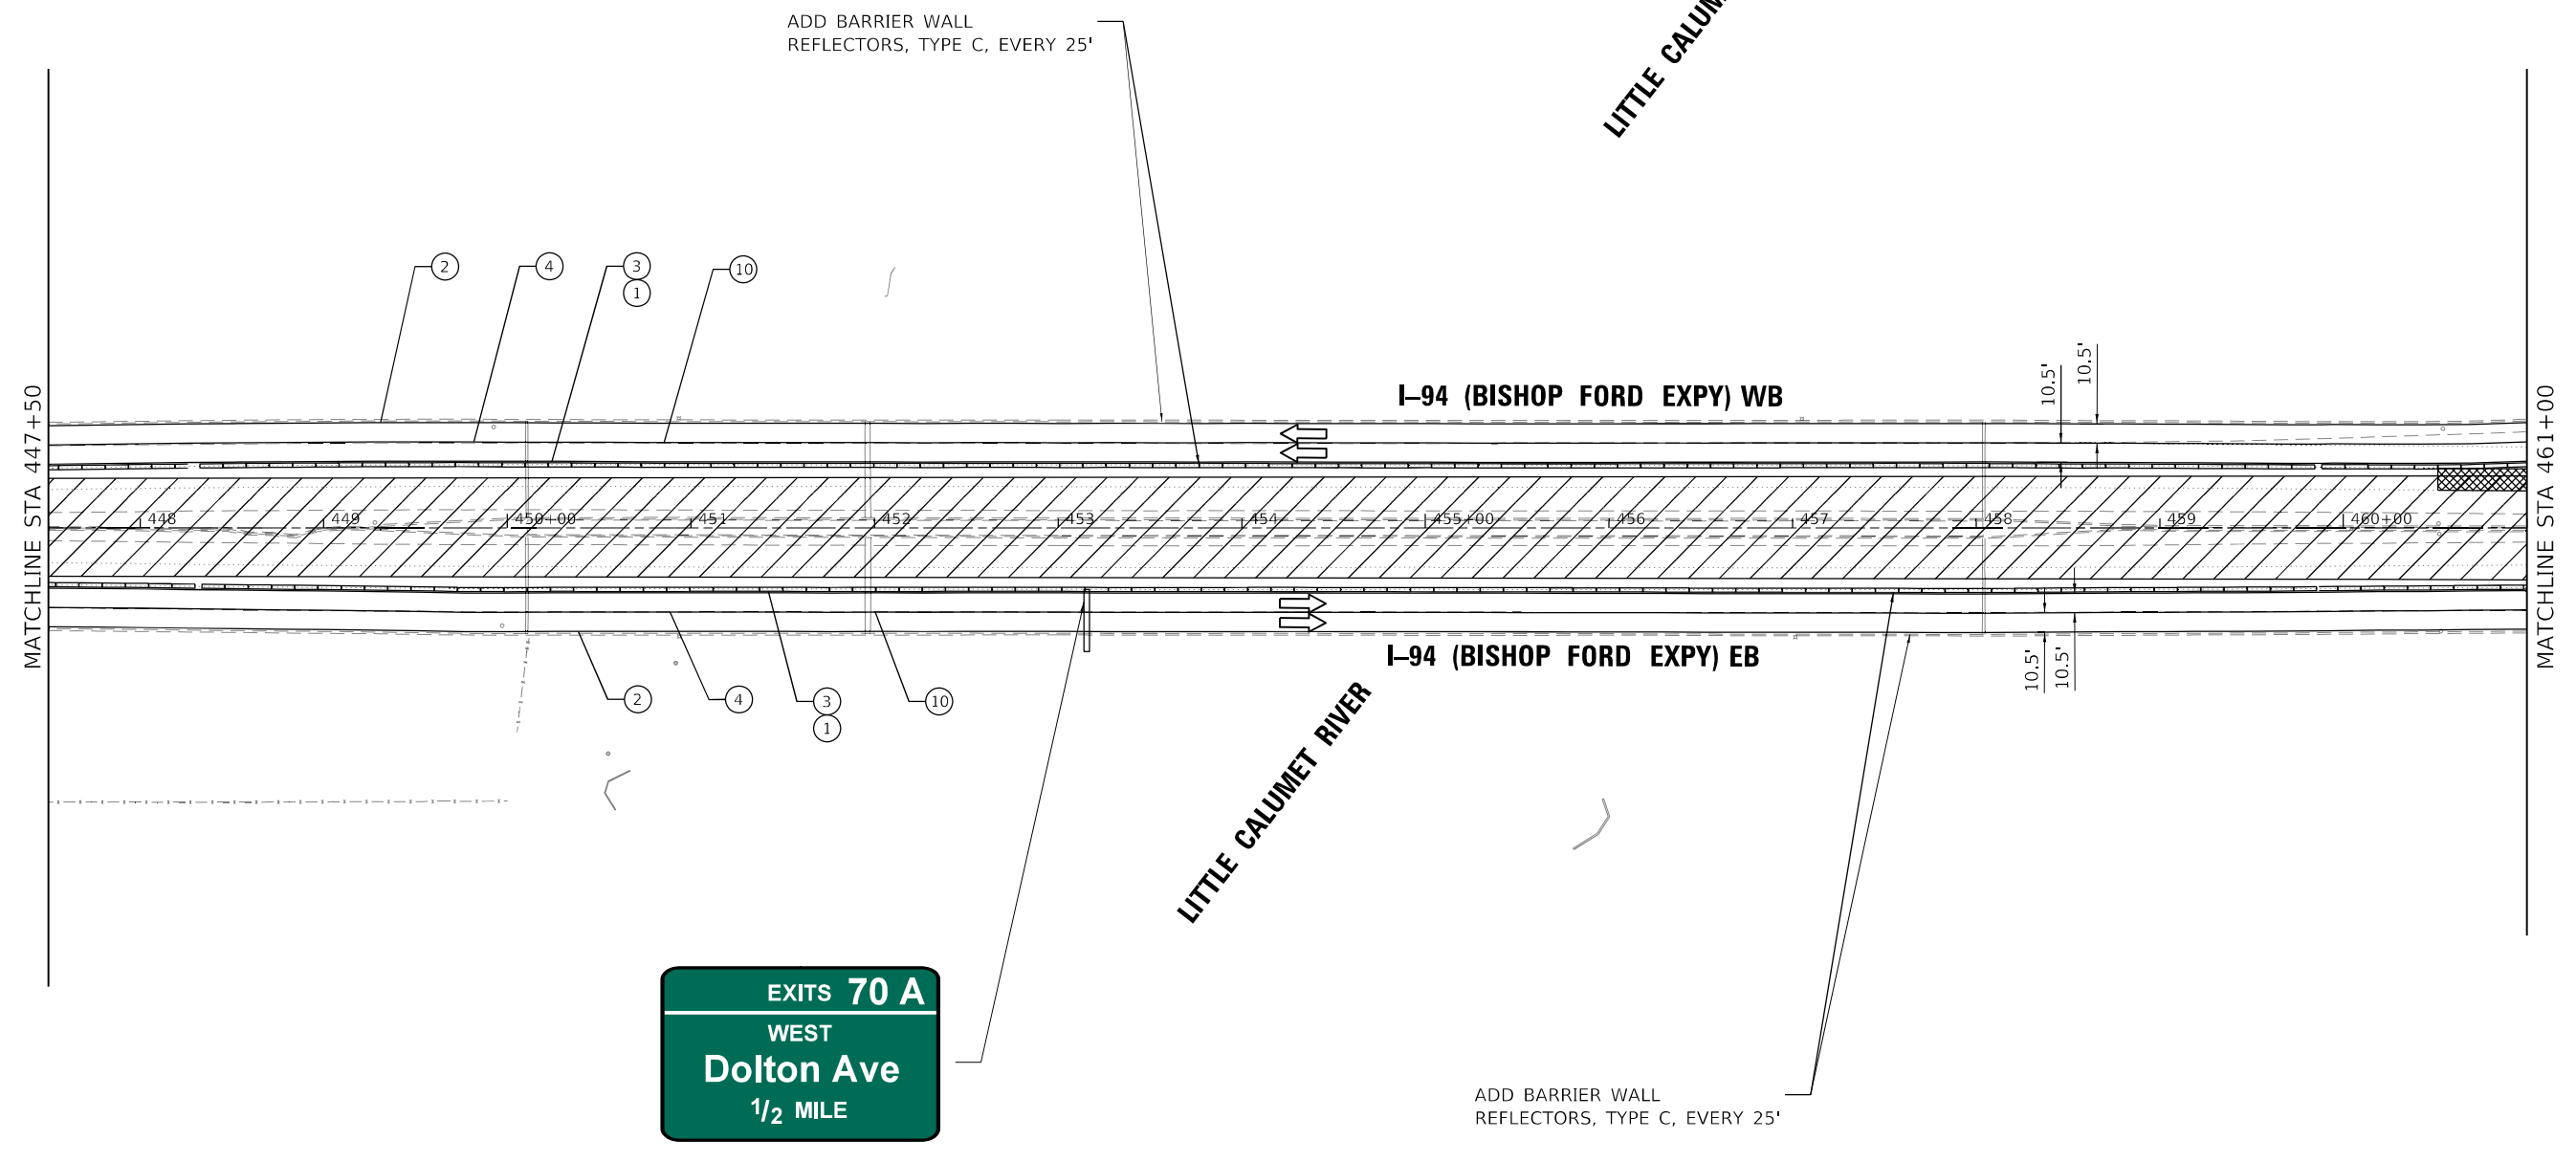 ADD BARRIER WALL
REFLECTORS, TYPE C, EVERY 25'
LITTLE CALUM
MATCHLINE STA 447+50
2
4
3
1
10
I-94 (BISHOP FORD EXPY) WB
10.5'
10.5'
MATCHLINE STA 461+00
448
449
450+00
451
452
453
454
455+00
456
457
458
459
460+00
I-94 (BISHOP FORD EXPY) EB
10.5'
10.5'
2
4
3
1
10
LITTLE CALUMET RIVER
EXITS 70 A
WEST
Dolton Ave
1/2 MILE
ADD BARRIER WALL
REFLECTORS, TYPE C, EVERY 25'